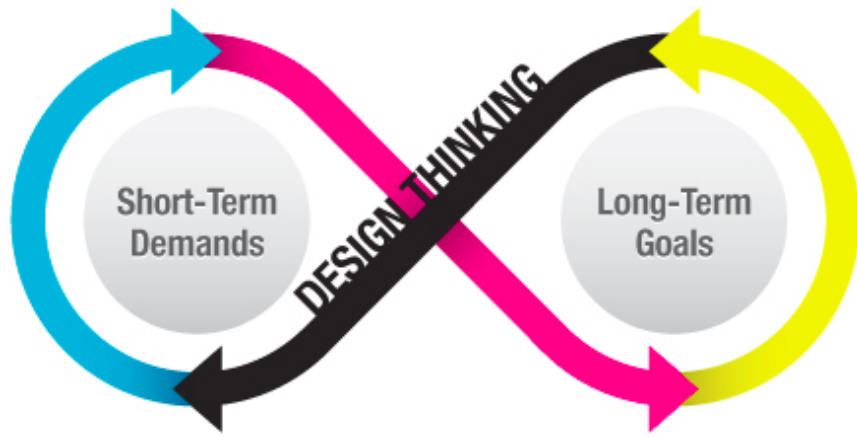 Short-Term
Demands
DESIGN THINKING
Long-Term
Goals